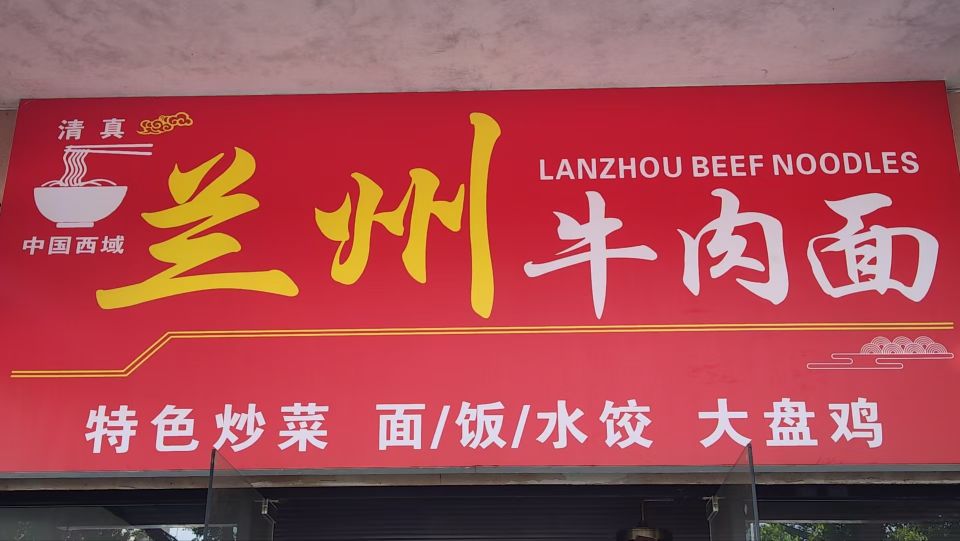 清真
中国西域
兰州
LANZHOU BEEF NOODLES
牛肉面
特色炒菜 面/饭/水饺 大盘鸡